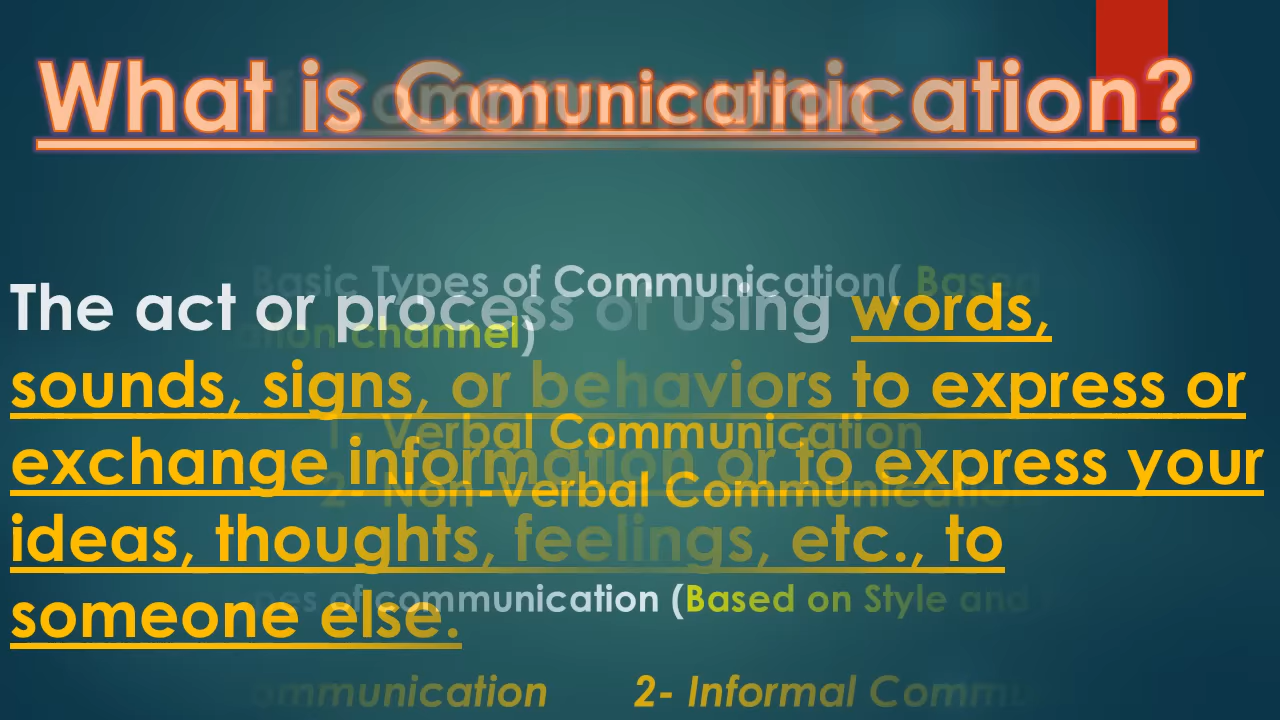 What is Communication?
Basic Types of Communication( Based
The act or process of using words,
channel)
sounds, signs, or behaviors to express or
1- Verbal Communication
exchange information or to express your
2- Non-Verbal Communication
ideas, thoughts, feelings, etc., to
of communication (Based on Style and
someone else.
2- Informal